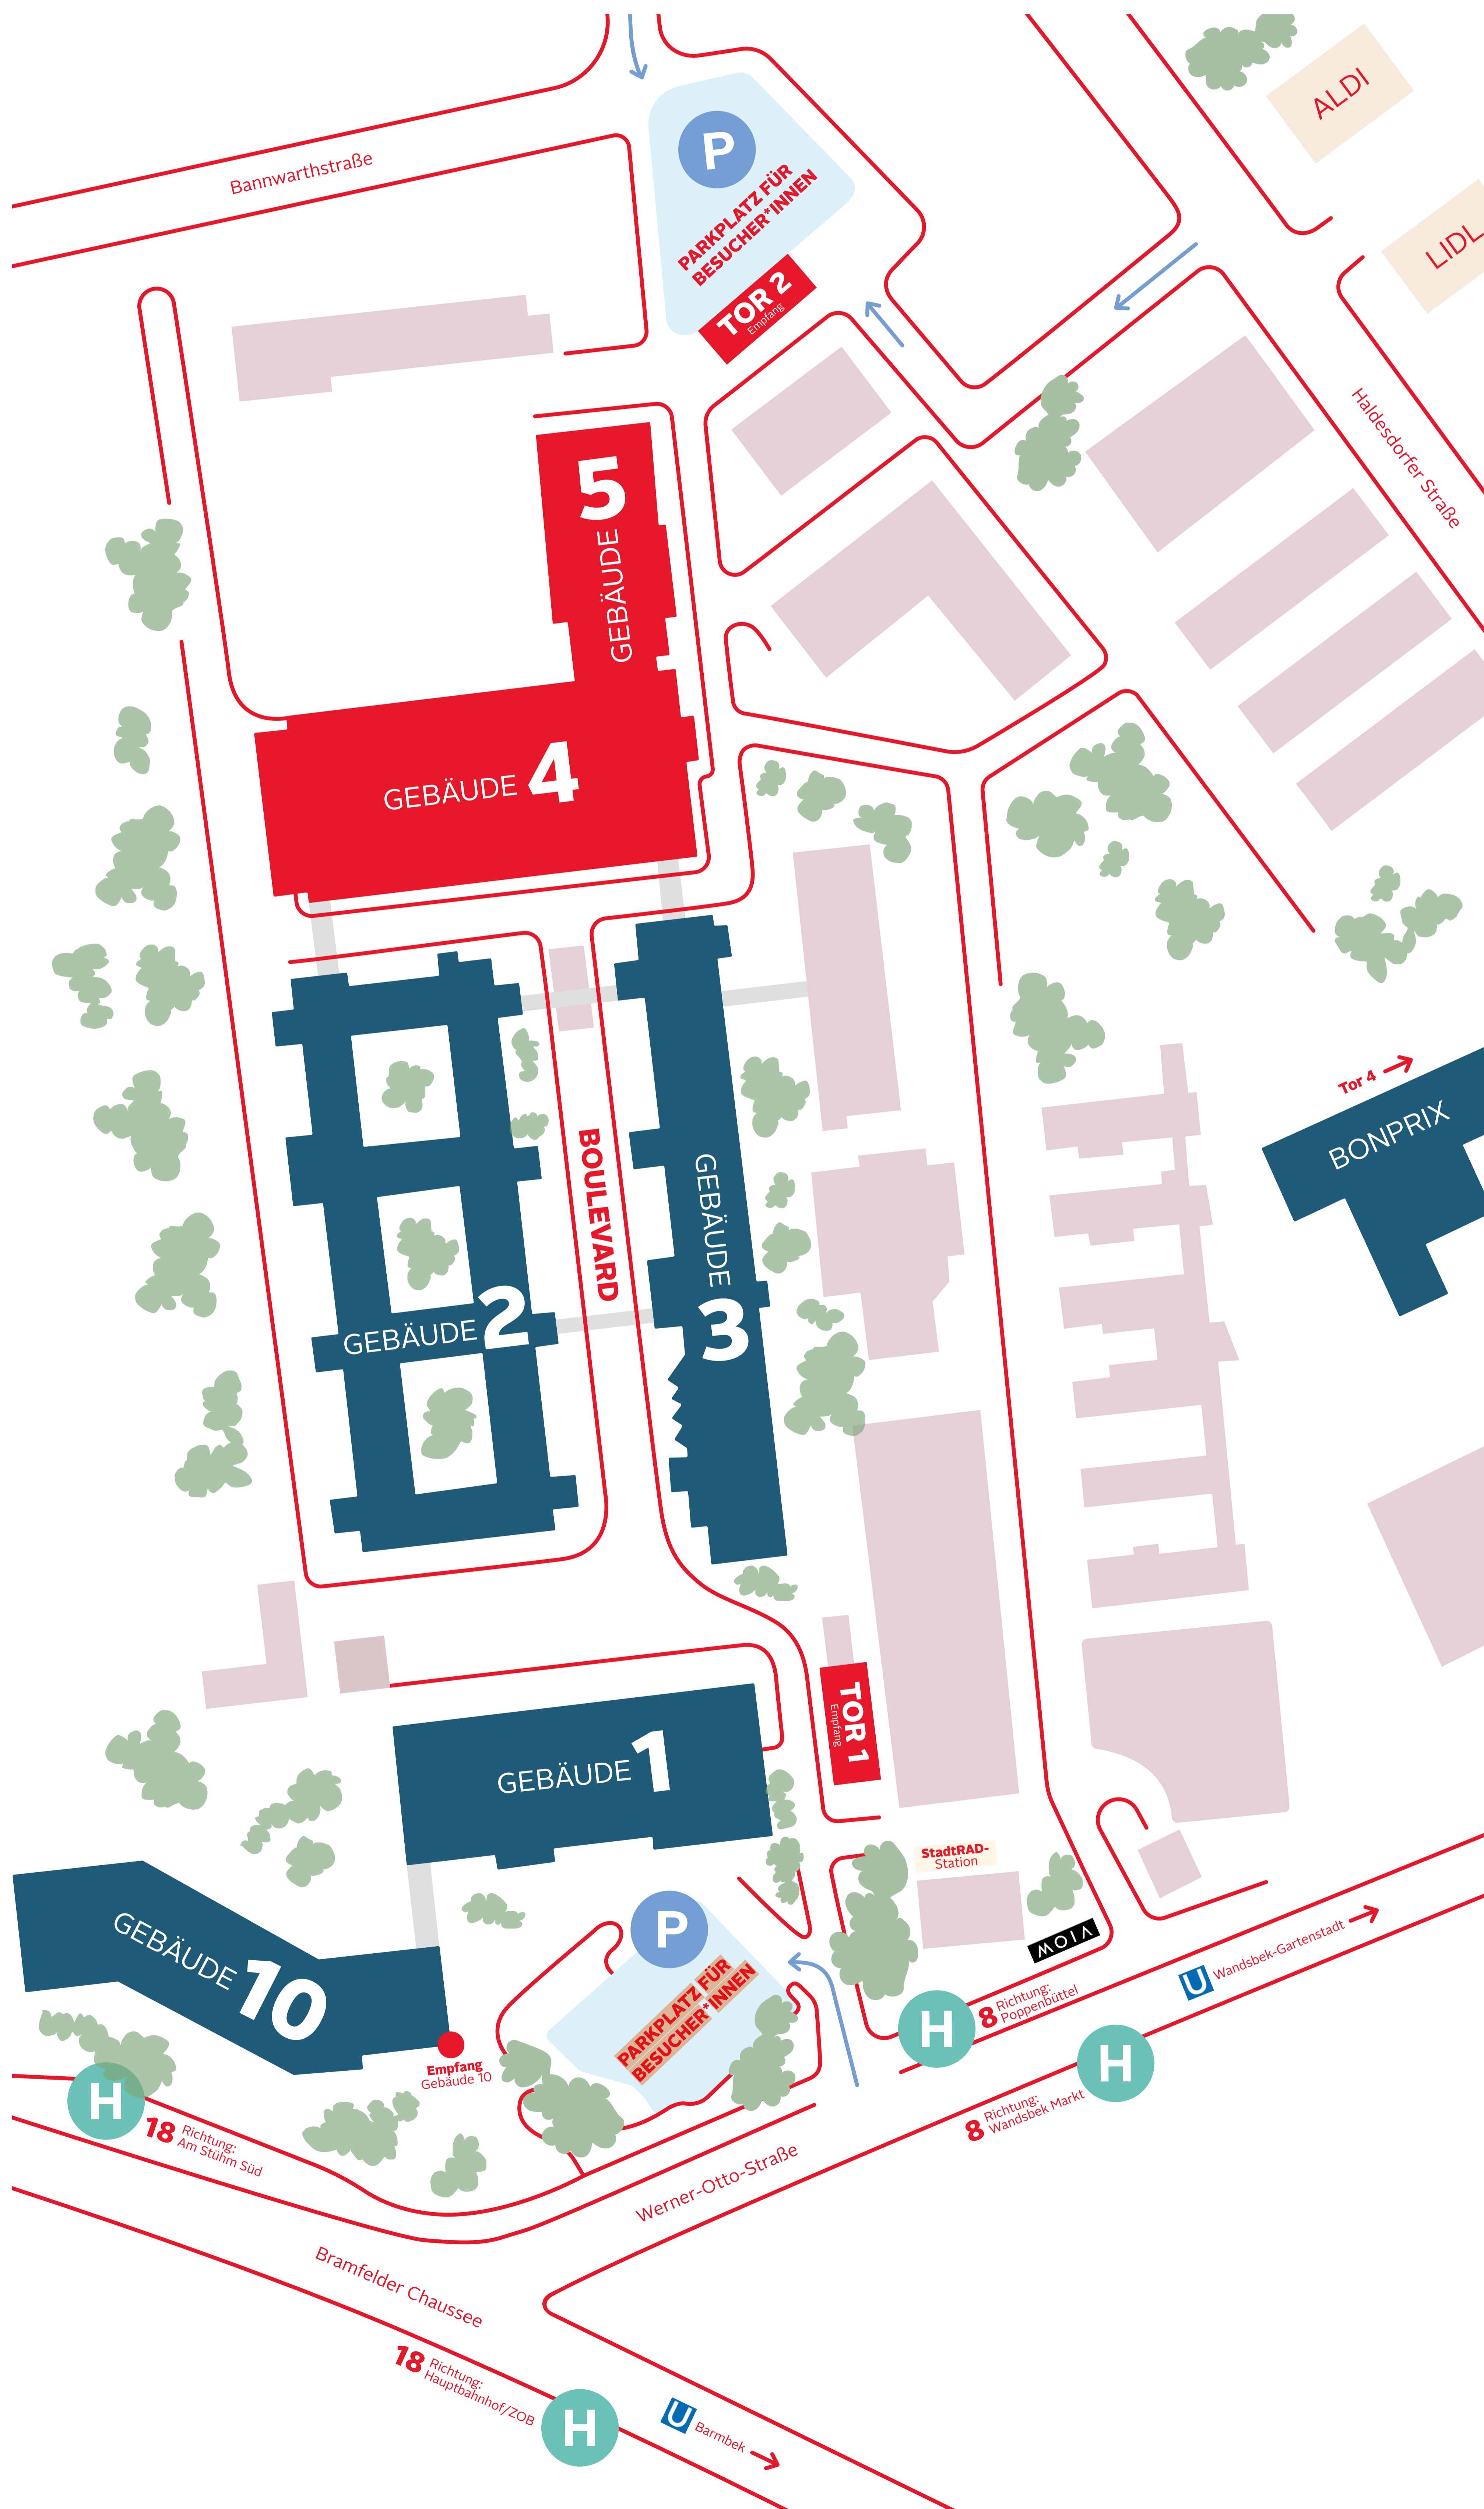 ALDI
P
Bannwarthstraße
PARKPLATZ FÜR
BESUCHER*INNEN
LIDL
TOR 2
Empfang
Haldesdorfer Straße
5
GEBÄUDE
GEBÄUDE 4
Tor 4
BONPRIX
BOULEVARD
GEBÄUDE 3
GEBÄUDE 2
TOR 1
Empfang
GEBÄUDE 1
StadtRAD-
Station
P
MOIA
GEBÄUDE 10
PARKPLATZ FÜR
BESUCHER*INNEN
U Wandsbek-Gartenstadt
8 Richtung:
Poppenbüttel
H
H
Empfang
Gebäude 10
H
8 Richtung:
Wandsbek Markt
18 Richtung:
Am Stühm Süd
Werner-Otto-Straße
Bramfelder Chaussee
18 Richtung:
Hauptbahnhof/ZOB
H
U Barmbek